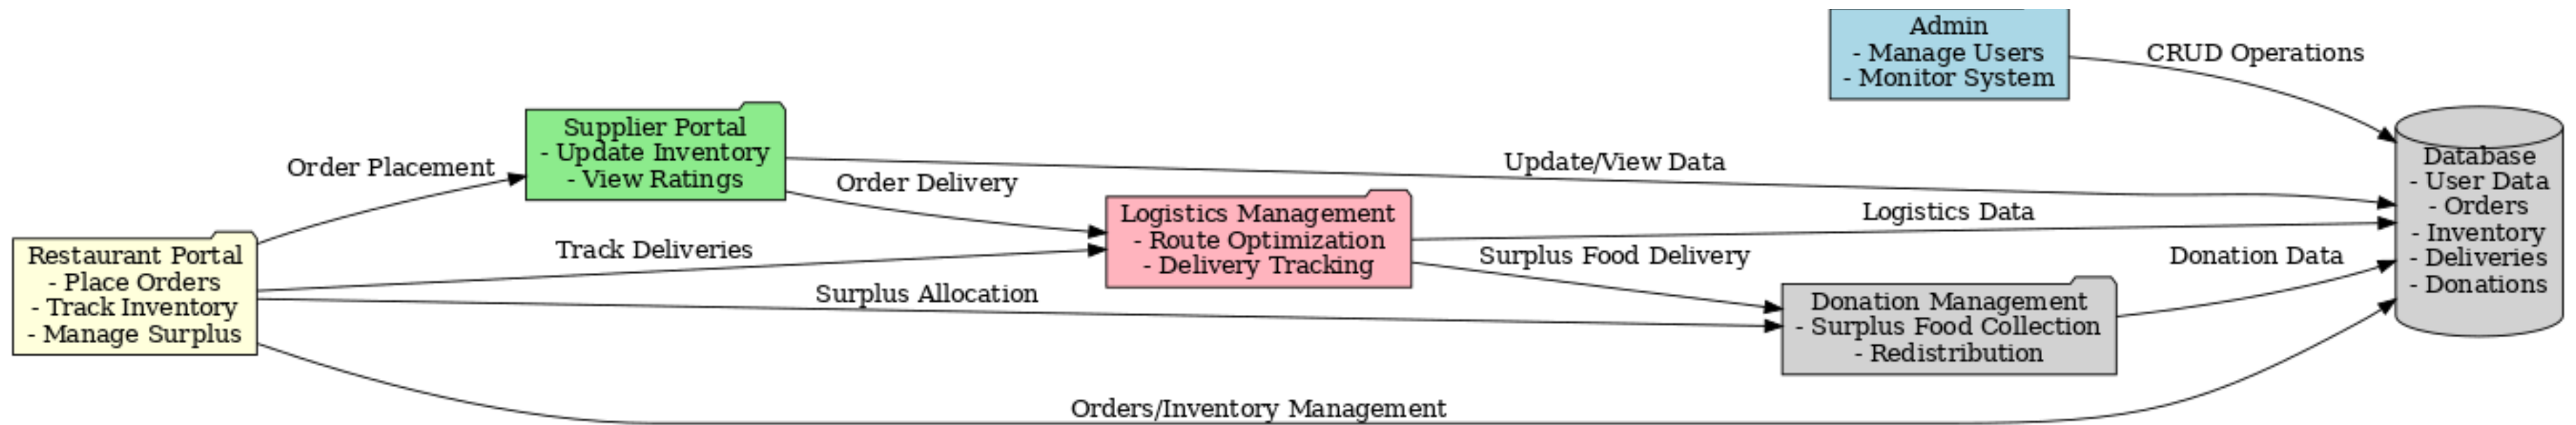 Admin
- Manage Users
- Monitor System
CRUD Operations
Supplier Portal
- Update Inventory
- View Ratings
Order Placement
Update/View Data
Order Delivery
Database
- User Data
- Orders
- Inventory
- Deliveries
- Donations
Logistics Management
- Route Optimization
- Delivery Tracking
Logistics Data
Restaurant Portal
- Place Orders
- Track Inventory
- Manage Surplus
Track Deliveries
Surplus Food Delivery
Donation Data
Surplus Allocation
Donation Management
- Surplus Food Collection
- Redistribution
Orders/Inventory Management